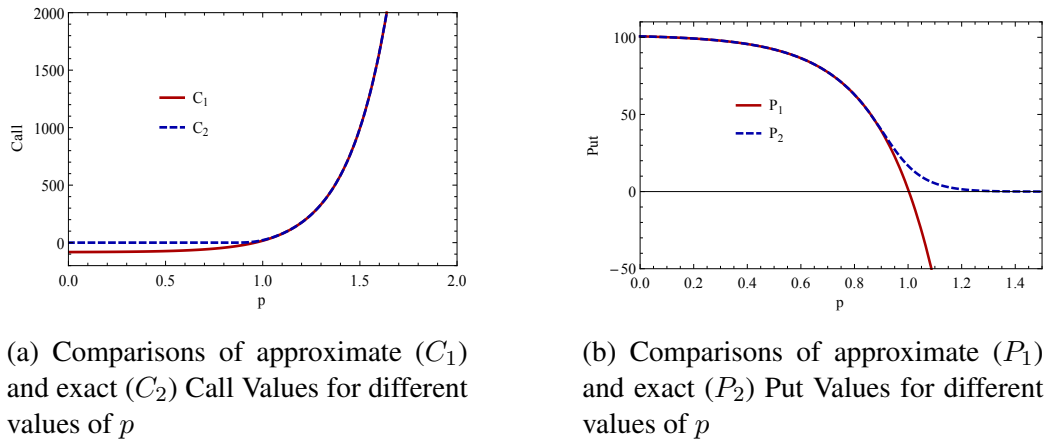 2000
1500
1000
500
0
Call
C₁
C₂
0.0 0.5 1.0 1.5 2.0
p
100
50
0
−50
Put
P₁
P₂
0.0 0.2 0.4 0.6 0.8 1.0 1.2 1.4
p
(a) Comparisons of approximate (C₁)
and exact (C₂) Call Values for different
values of p
(b) Comparisons of approximate (P₁)
and exact (P₂) Put Values for different
values of p